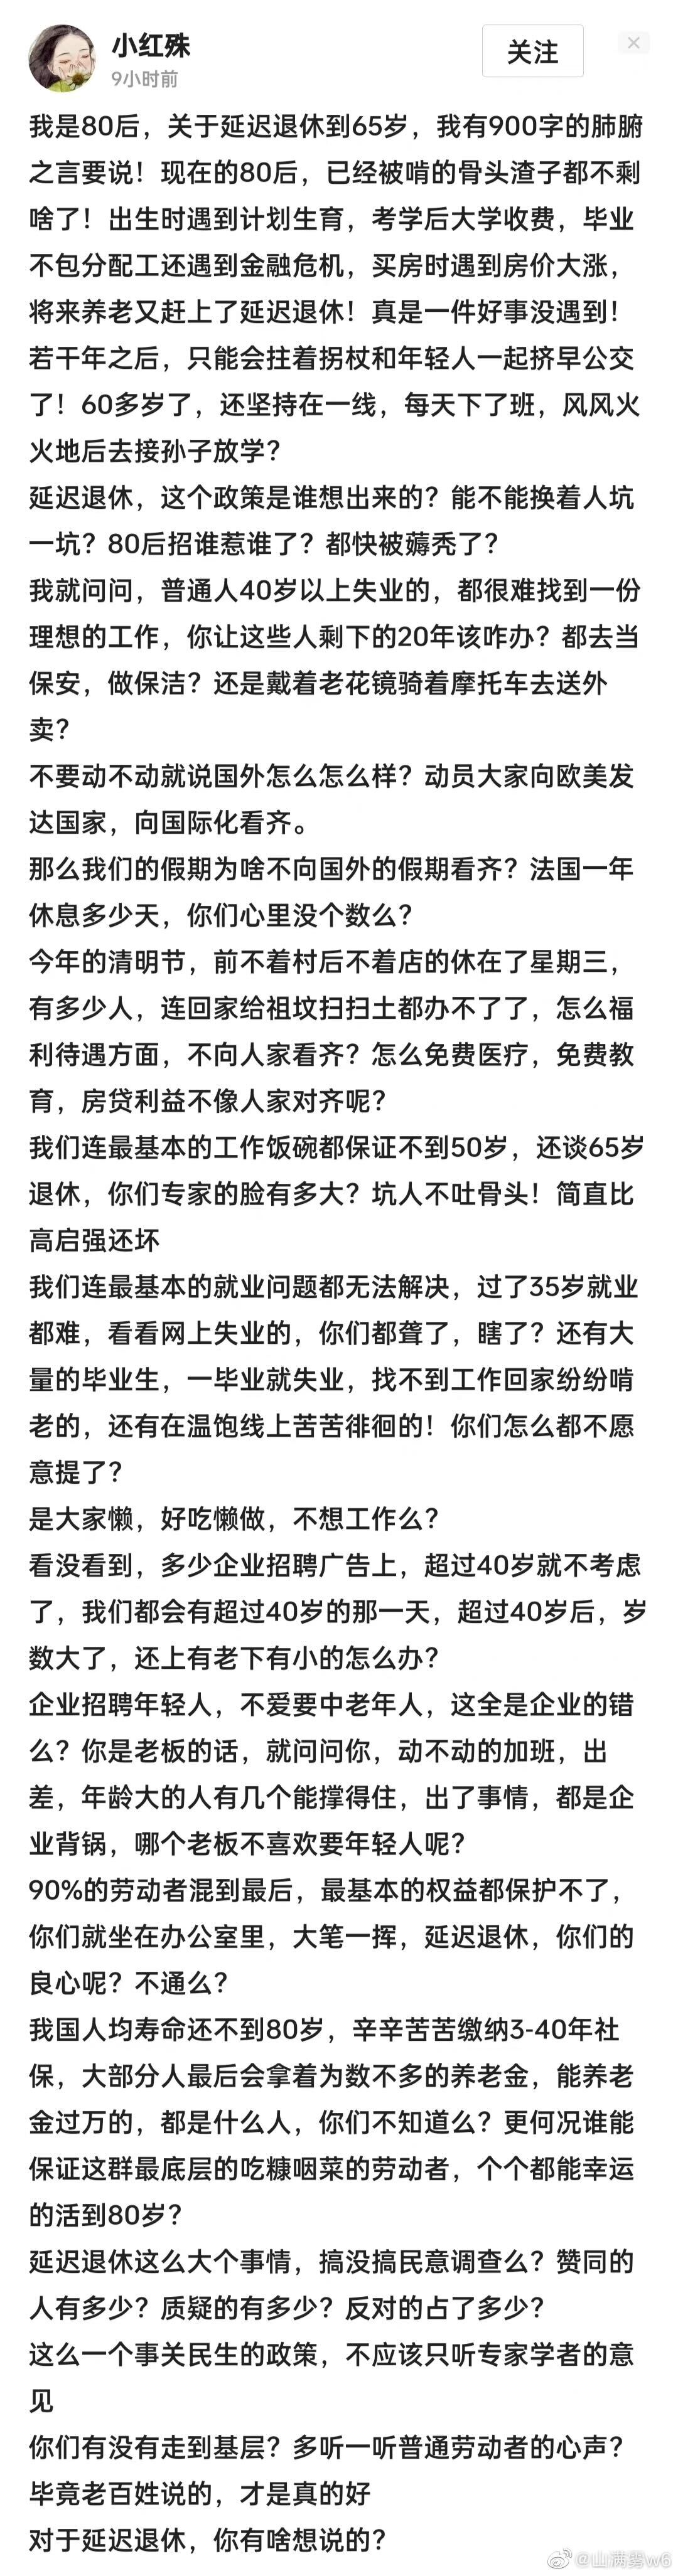 小红殊
关注
9小时前
我是80后，关于延迟退休到65岁，我有900字的肺腑
之言要说！现在的80后，已经被啃的骨头渣子都不剩
啥了！出生时遇到计划生育，考学后大学收费，毕业
不包分配工还遇到金融危机，买房时遇到房价大涨，
将来养老又赶上了延迟退休！真是一件好事没遇到！
若干年之后，只能会拄着拐杖和年轻人一起挤早公交
了！60多岁了，还坚持在一线，每天下了班，风风火
火地后去接孙子放学？
延迟退休，这个政策是谁想出来的？能不能换着人坑
一坑？80后招谁惹谁了？都快被薅秃了？
我就问问，普通人40岁以上失业的，都很难找到一份
理想的工作，你让这些人剩下的20年该咋办？都去当
保安，做保洁？还是戴着老花镜骑着摩托车去送外
卖？
不要动不动就说国外怎么怎么样？动员大家向欧美发
达国家，向国际化看齐。
那么我们的假期为啥不向国外的假期看齐？法国一年
休息多少天，你们心里没个数么？
今年的清明节，前不着村后不着店的休在了星期三，
有多少人，连回家给祖坟扫扫土都办不了了，怎么福
利待遇方面，不向人家看齐？怎么免费医疗，免费教
育，房贷利益不像人家对齐呢？
我们连最基本的工作饭碗都保证不到50岁，还谈65岁
退休，你们专家的脸有多大？坑人不吐骨头！简直比
高启强还坏
我们连最基本的就业问题都无法解决，过了35岁就业
都难，看看网上失业的，你们都聋了，瞎了？还有大
量的毕业生，一毕业就失业，找不到工作回家纷纷啃
老的，还有在温饱线上苦苦徘徊的！你们怎么都不愿
意提了？
是大家懒，好吃懒做，不想工作么？
看没看到，多少企业招聘广告上，超过40岁就不考虑
了，我们都会有超过40岁的那一天，超过40岁后，岁
数大了，还上有老下有小的怎么办？
企业招聘年轻人，不爱要中老年人，这全是企业的错
么？你是老板的话，就问问你，动不动的加班，出
差，年龄大的人有几个能撑得住，出了事情，都是企
业背锅，哪个老板不喜欢要年轻人呢？
90%的劳动者混到最后，最基本的权益都保护不了，
你们就坐在办公室里，大笔一挥，延迟退休，你们的
良心呢？不通么？
我国人均寿命还不到80岁，辛辛苦苦缴纳3-40年社
保，大部分人最后会拿着为数不多的养老金，能养老
金过万的，都是什么人，你们不知道么？更何况谁能
保证这群最底层的吃糠咽菜的劳动者，个个都能幸运
的活到80岁？
延迟退休这么大个事情，搞没搞民意调查么？赞同的
人有多少？质疑的有多少？反对的占了多少？
这么一个事关民生的政策，不应该只听专家学者的意
见
你们有没有走到基层？多听一听普通劳动者的心声？
毕竟老百姓说的，才是真的好
对于延迟退休，你有啥想说的？
@山满雾w6